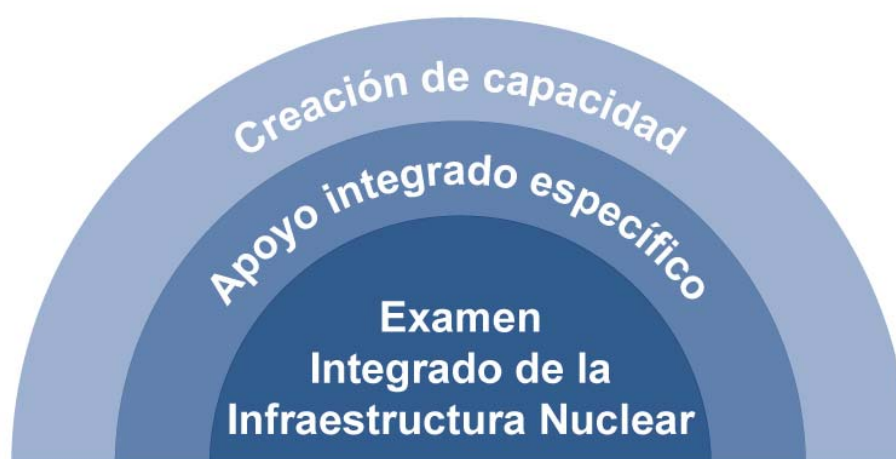 Creación de capacidad
Apoyo integrado específico
Examen
Integrado de la
Infraestructura Nuclear